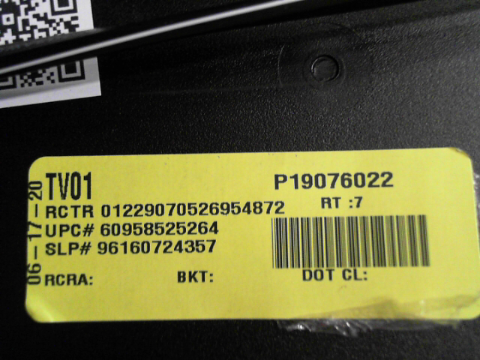 06-17-20
TV01 P19076022
RCTR 01229070526954872 RT :7
UPC# 60958525264
SLP# 96160724357
RCRA: BKT: DOT CL: